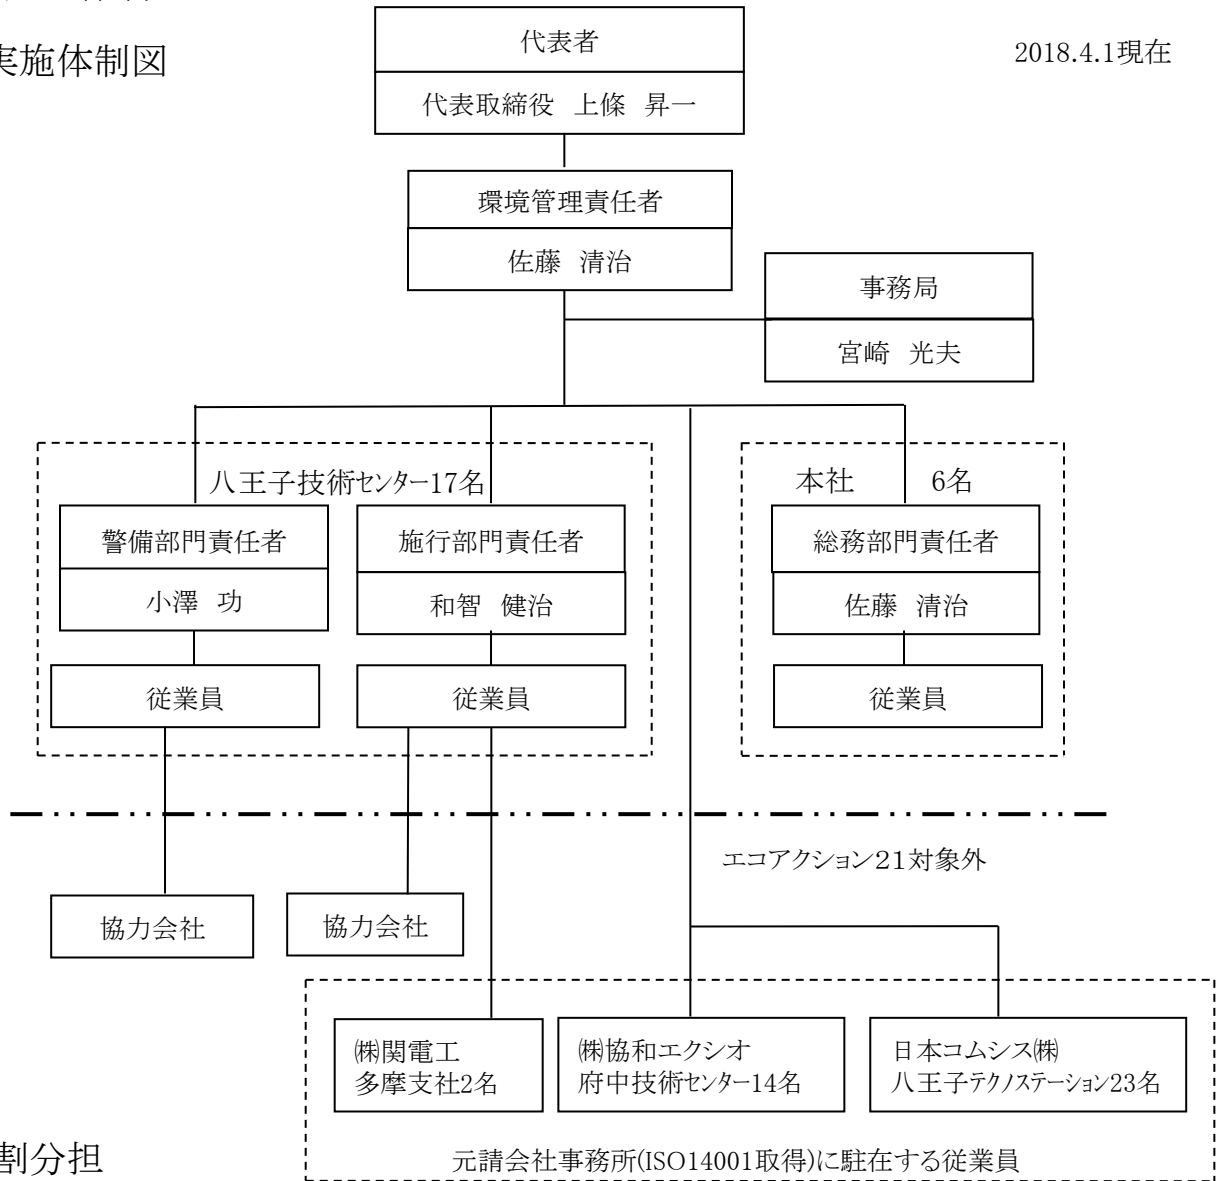 実施体制図
2018.4.1現在
代表者
代表取締役 上條 昇一
環境管理責任者
佐藤 清治
事務局
宮崎 光夫
八王子技術センター17名
本社 6名
警備部門責任者
施行部門責任者
総務部門責任者
小澤 功
和智 健治
佐藤 清治
従業員
従業員
従業員
エコアクション21対象外
協力会社
協力会社
㈱関電工
多摩支社2名
㈱協和エクシオ
府中技術センター14名
日本コムシス㈱
八王子テクノステーション23名
割分担
元請会社事務所(ISO14001取得)に駐在する従業員